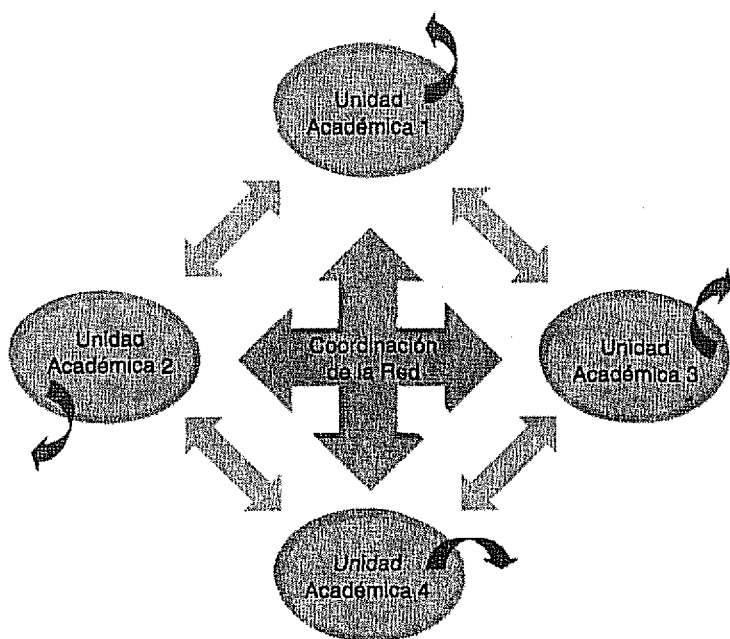 Unidad
Académica 1
Unidad
Académica 2
Coordinación
de la Red
Unidad
Académica 3
Unidad
Académica 4